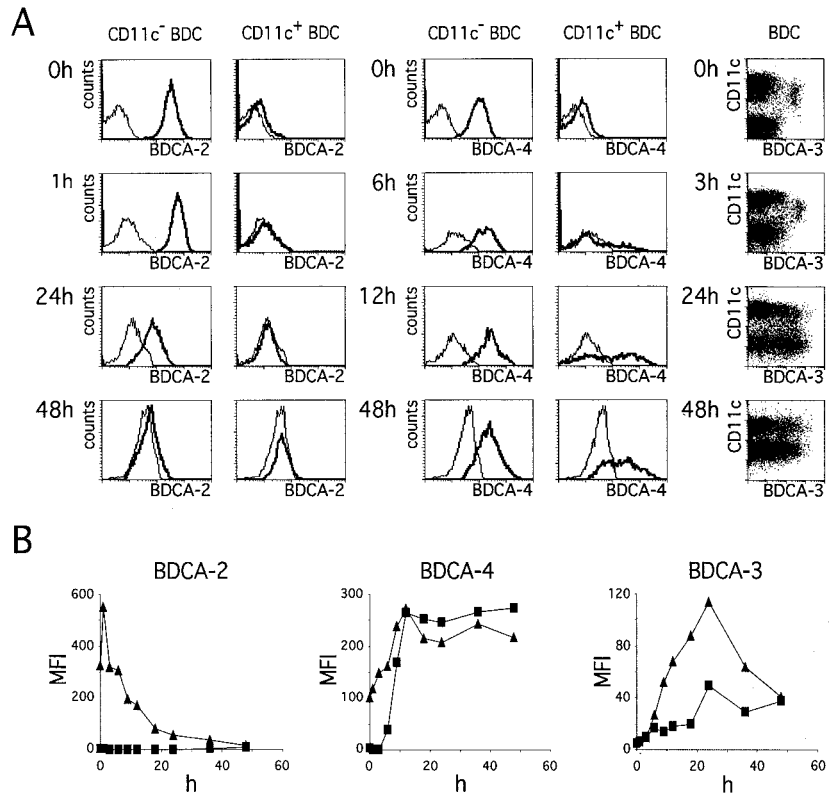 A
CD11c⁻ BDC CD11c⁺ BDC CD11c⁻ BDC CD11c⁺ BDC BDC
0h counts BDCA-2 BDCA-2 0h counts BDCA-4 BDCA-4 0h CD11c BDCA-3
1h counts BDCA-2 BDCA-2 6h counts BDCA-4 BDCA-4 3h CD11c BDCA-3
24h counts BDCA-2 BDCA-2 12h counts BDCA-4 BDCA-4 24h CD11c BDCA-3
48h counts BDCA-2 BDCA-2 48h counts BDCA-4 BDCA-4 48h CD11c BDCA-3
B
BDCA-2 BDCA-4 BDCA-3
600 300 120
400 200 80
MFI MFI MFI
200 100 40
0 0 0
0 20 40 60 0 20 40 60 0 20 40 60
h h h